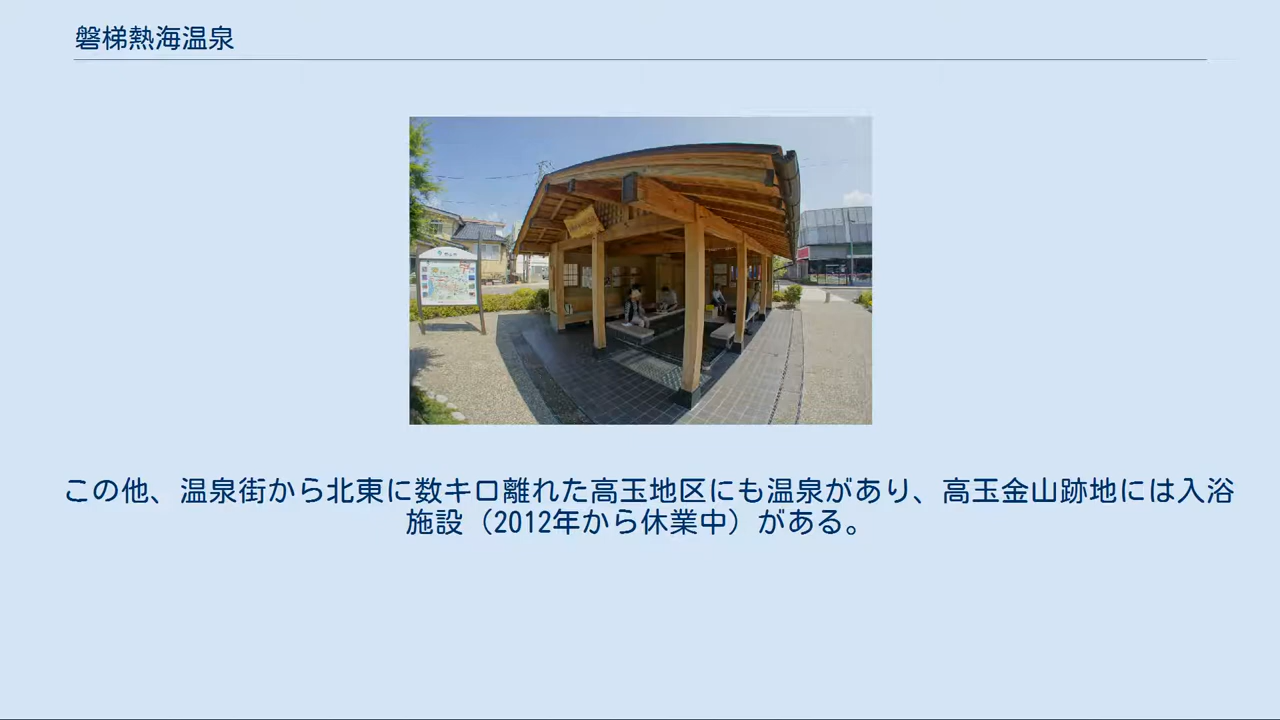 磐梯熱海温泉
この他、温泉街から北東に数キロ離れた高玉地区にも温泉があり、高玉金山跡地には入浴
施設（2012年から休業中）がある。